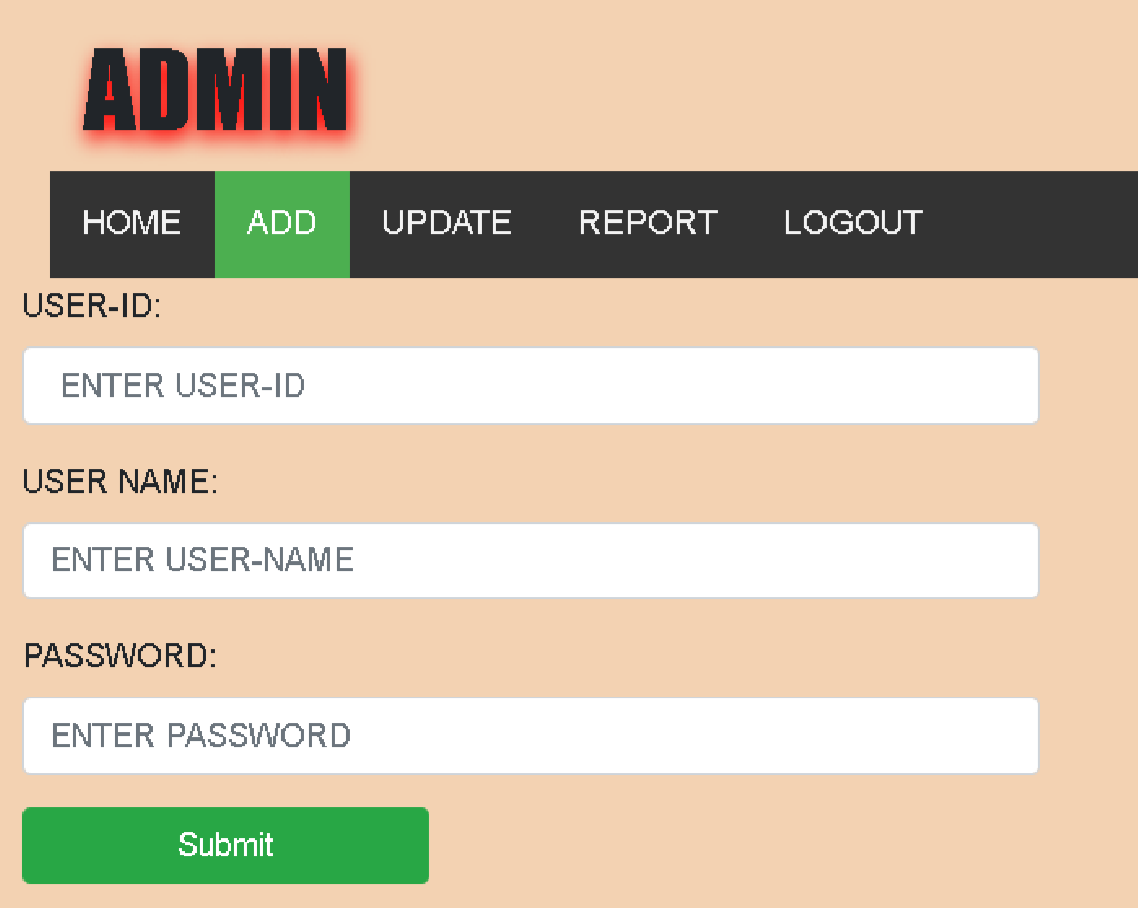 ADMIN
HOME ADD UPDATE REPORT LOGOUT
USER-ID:
ENTER USER-ID
USER NAME:
ENTER USER-NAME
PASSWORD:
ENTER PASSWORD
Submit